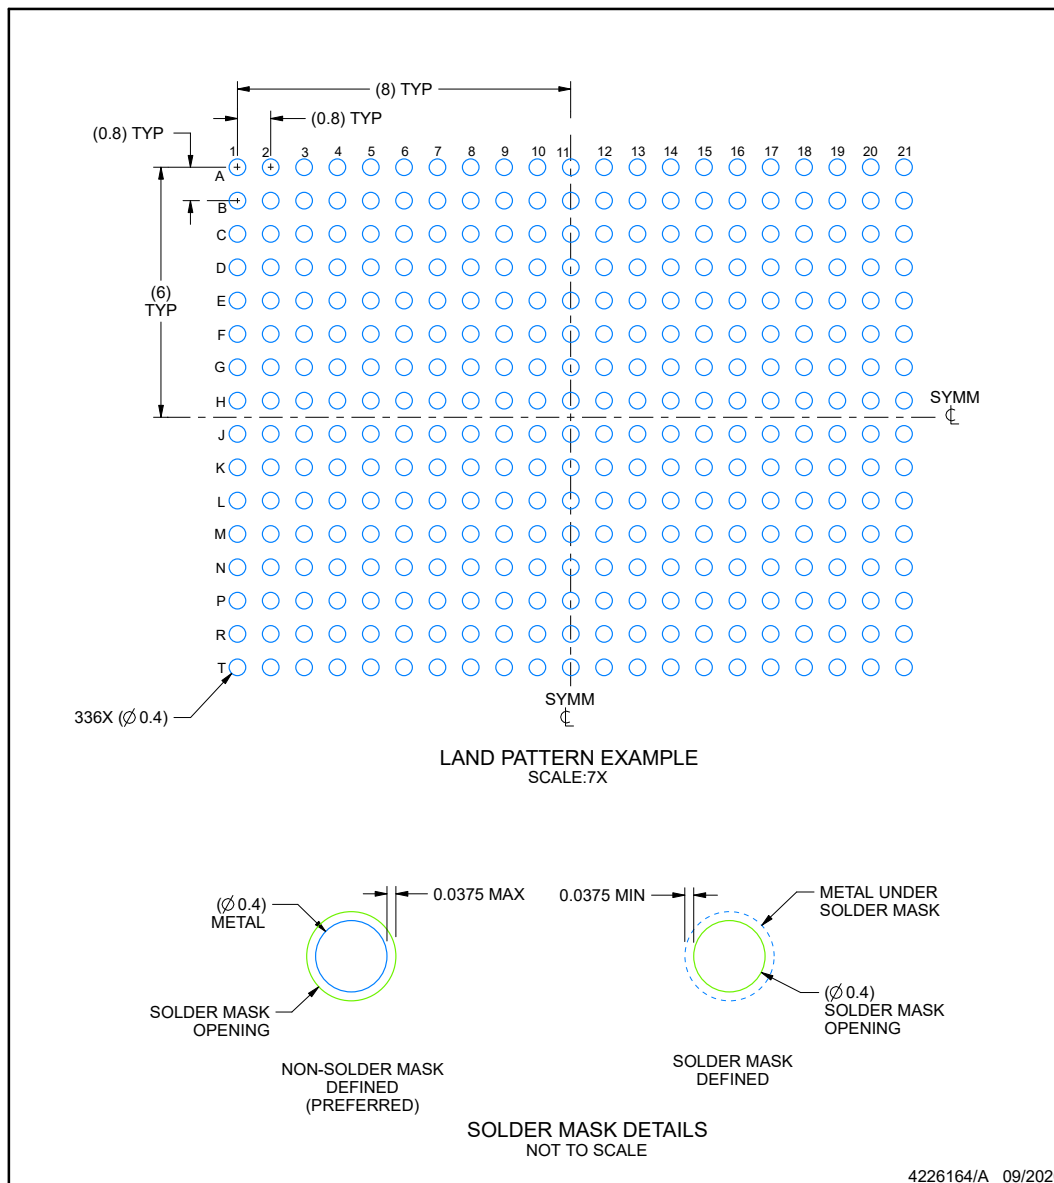 (8) TYP
(0.8) TYP
(0.8) TYP
1 2 3 4 5 6 7 8 9 10 11 12 13 14 15 16 17 18 19 20 21
A
B
C
D
E
(6)
TYP
F
G
H
SYMM
℄
J
K
L
M
N
P
R
T
SYMM
℄
336X (∅ 0.4)
LAND PATTERN EXAMPLE
SCALE:7X
0.0375 MAX
(∅ 0.4)
METAL
SOLDER MASK
OPENING
NON-SOLDER MASK
DEFINED
(PREFERRED)
0.0375 MIN
METAL UNDER
SOLDER MASK
(∅ 0.4)
SOLDER MASK
OPENING
SOLDER MASK
DEFINED
SOLDER MASK DETAILS
NOT TO SCALE
4226164/A 09/202